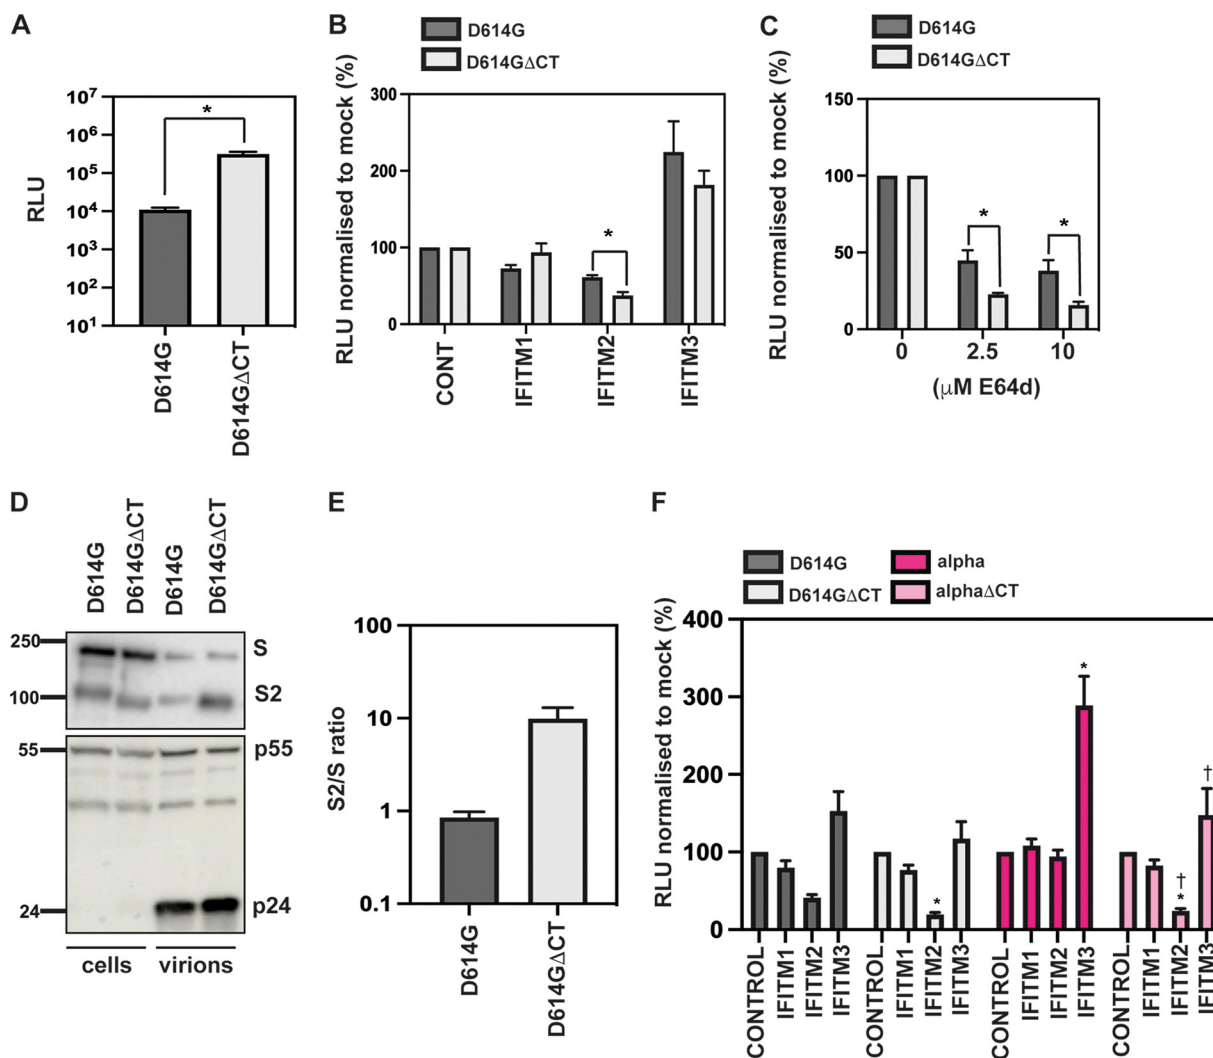 A
RLU
10⁷
10⁶
10⁵
10⁴
10³
10²
10¹
*
D614G
D614GΔCT
B
D614G
D614GΔCT
RLU normalised to mock (%)
300
200
100
0
*
CONT
IFITM1
IFITM2
IFITM3
C
D614G
D614GΔCT
RLU normalised to mock (%)
150
100
50
0
*
*
0 2.5 10
(μM E64d)
D
D614G
D614GΔCT
D614G
D614GΔCT
250
100
S
S2
55
24
p55
p24
cells virions
E
S2/S ratio
100
10
1
0.1
D614G
D614GΔCT
F
D614G
D614GΔCT
alpha
alphaΔCT
RLU normalised to mock (%)
400
300
200
100
0
*
*
†
*
†
CONTROL
IFITM1
IFITM2
IFITM3
CONTROL
IFITM1
IFITM2
IFITM3
CONTROL
IFITM1
IFITM2
IFITM3
CONTROL
IFITM1
IFITM2
IFITM3